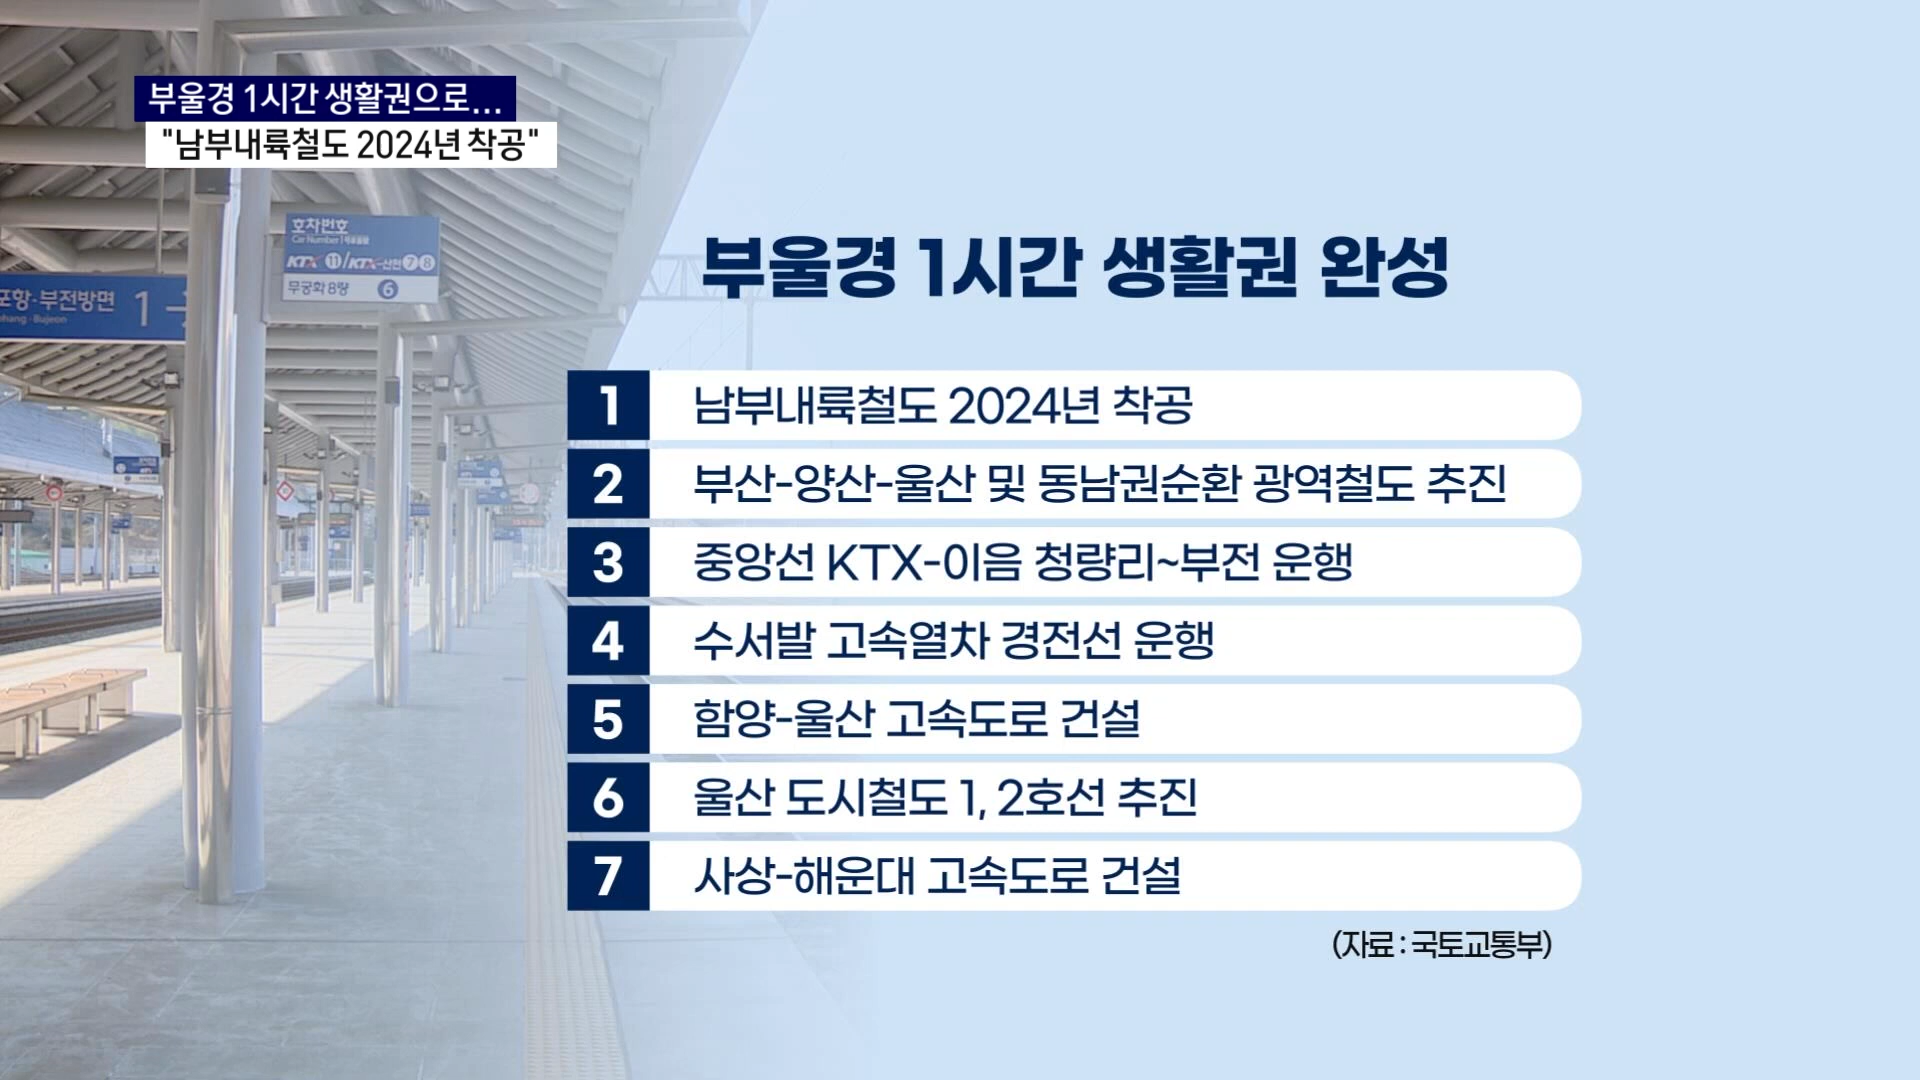 부울경 1시간 생활권으로...
"남부내륙철도 2024년 착공"
호차번호
Car Number
KTX 11 / KTX-산천 7 8
무궁화 8량 6
포항·부전방면 1
Bujeon
부울경 1시간 생활권 완성
1 남부내륙철도 2024년 착공
2 부산-양산-울산 및 동남권순환 광역철도 추진
3 중앙선 KTX-이음 청량리~부전 운행
4 수서발 고속열차 경전선 운행
5 함양-울산 고속도로 건설
6 울산 도시철도 1, 2호선 추진
7 사상-해운대 고속도로 건설
(자료 : 국토교통부)